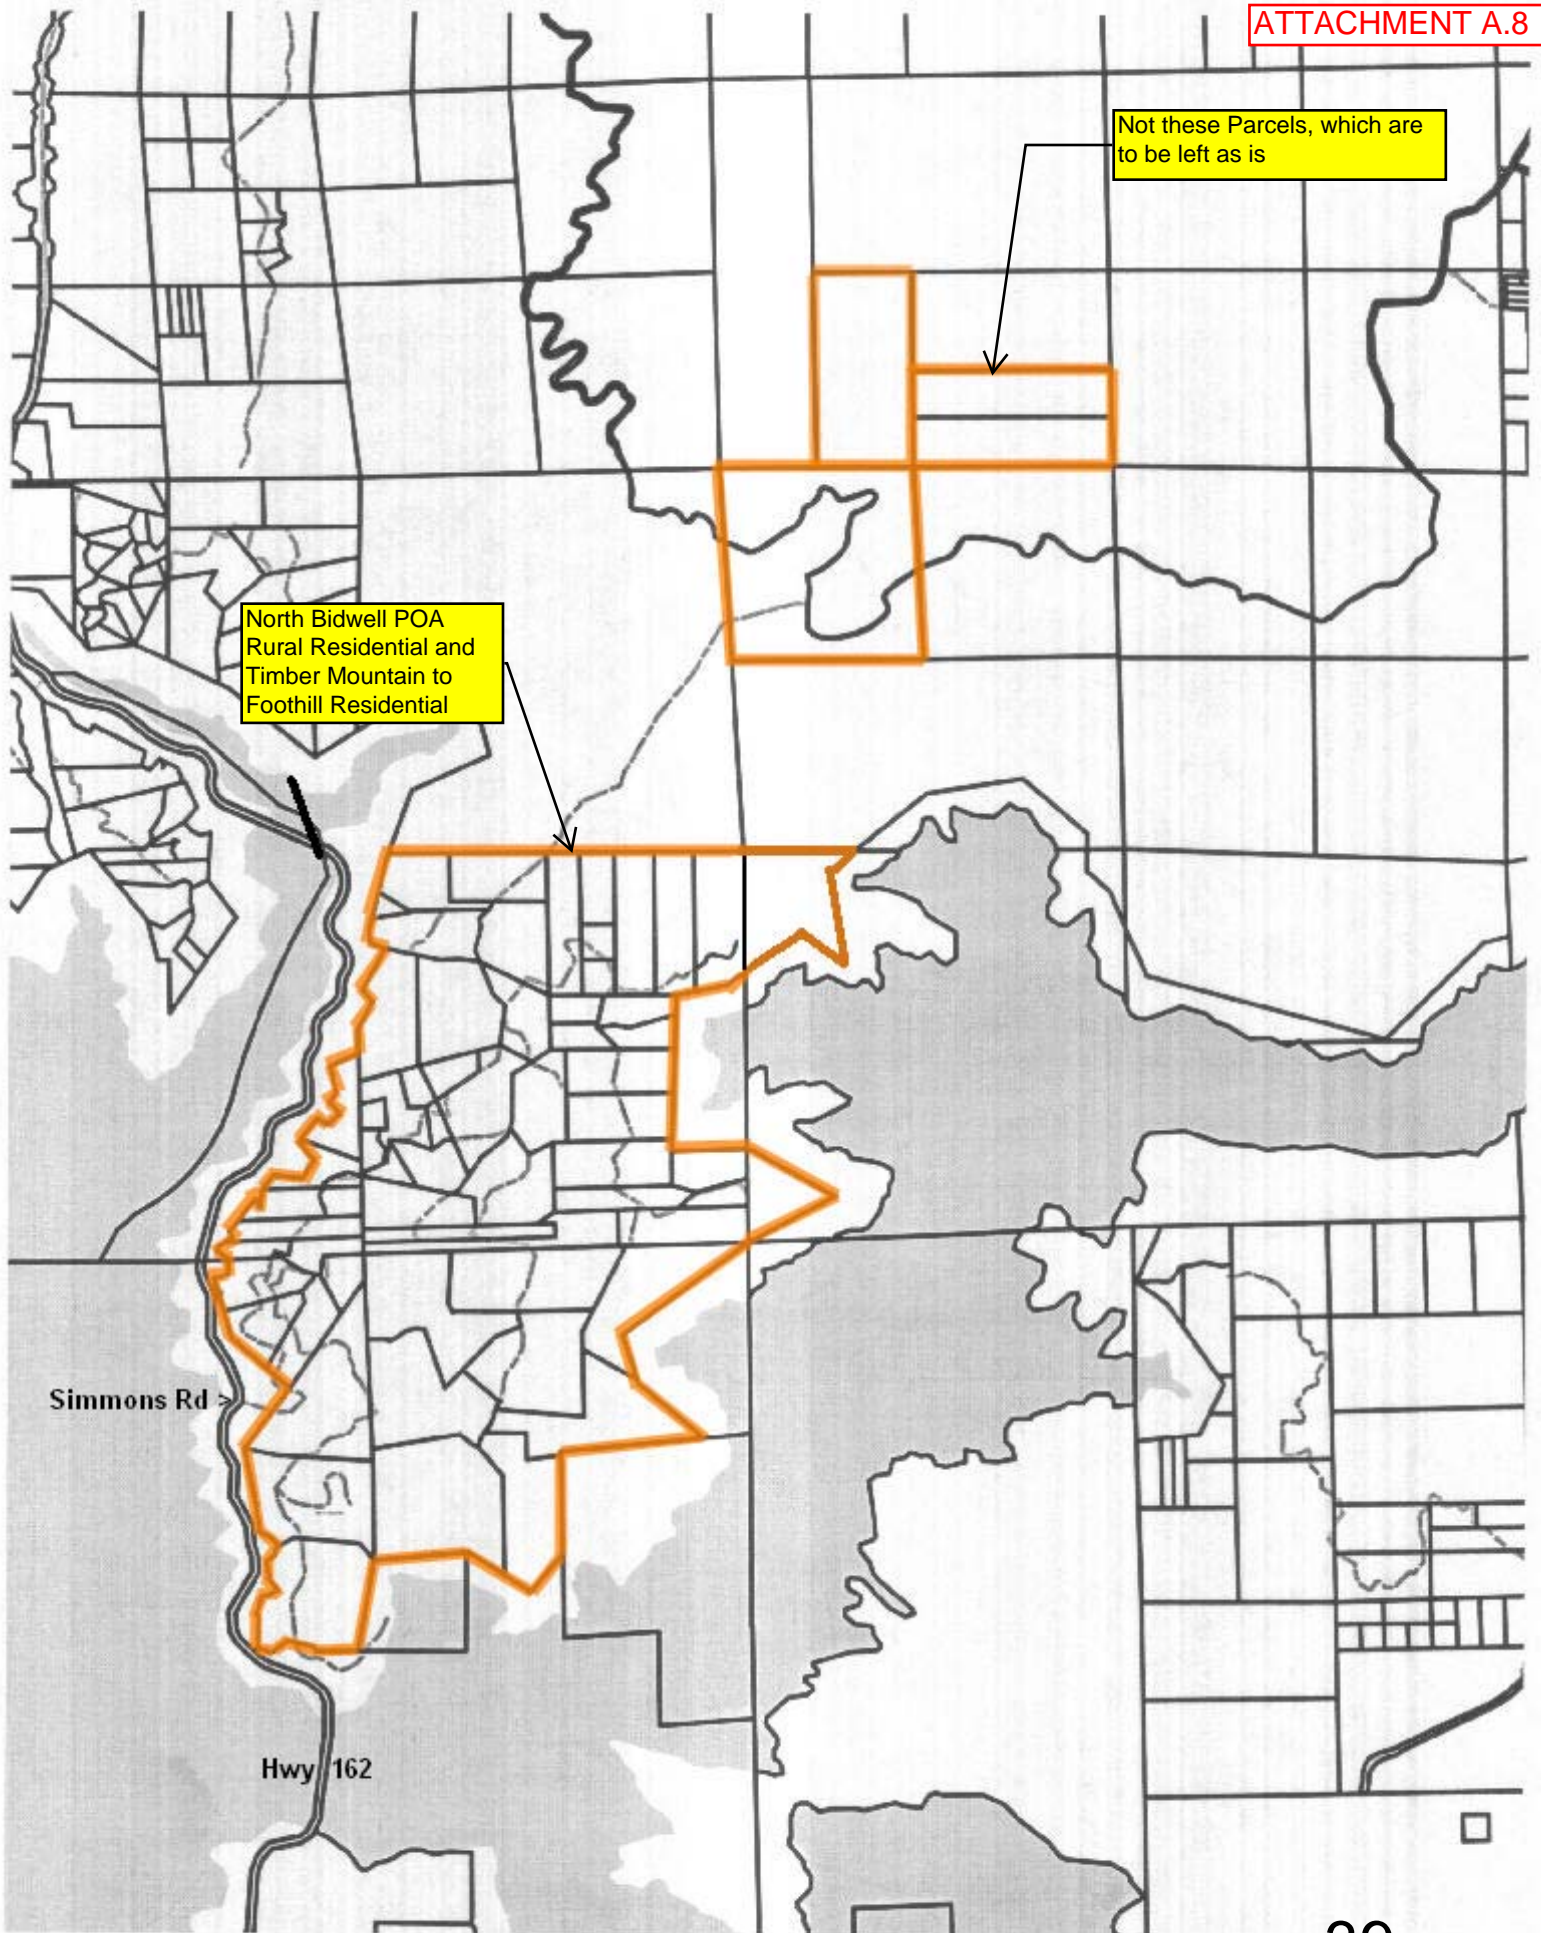 ATTACHMENT A.8
Not these Parcels, which are
to be left as is
North Bidwell POA
Rural Residential and
Timber Mountain to
Foothill Residential
Simmons Rd >
Hwy 162